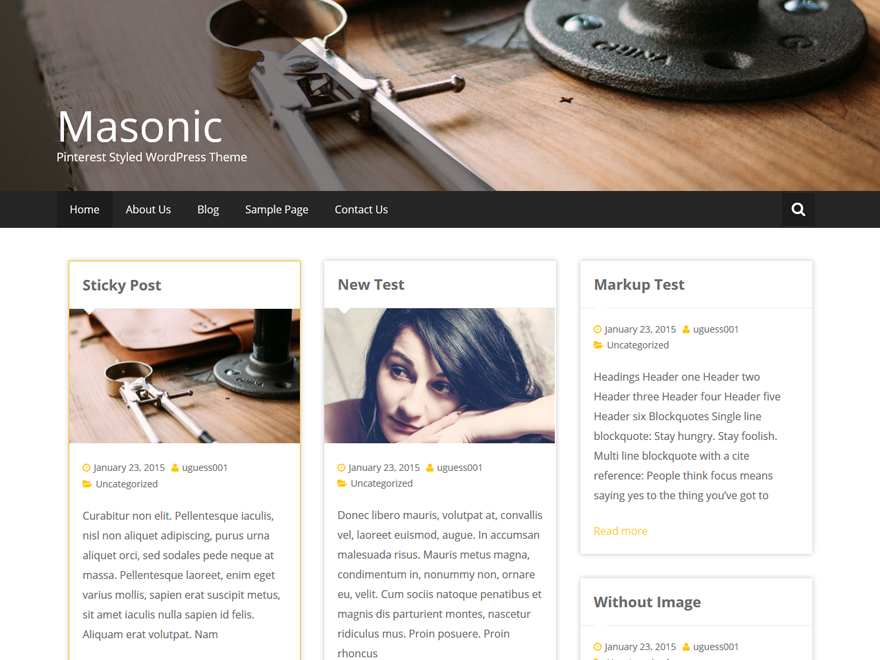 CHINA
Masonic
Pinterest Styled WordPress Theme
Home
About Us
Blog
Sample Page
Contact Us
Sticky Post
January 23, 2015 uguess001
Uncategorized
Curabitur non elit. Pellentesque iaculis,
nisl non aliquet adipiscing, purus urna
aliquet orci, sed sodales pede neque at
massa. Pellentesque laoreet, enim eget
varius mollis, sapien erat suscipit metus,
sit amet iaculis nulla sapien id felis.
Aliquam erat volutpat. Nam
New Test
January 23, 2015 uguess001
Uncategorized
Donec libero mauris, volutpat at, convallis
vel, laoreet euismod, augue. In accumsan
malesuada risus. Mauris metus magna,
condimentum in, nonummy non, ornare
eu, velit. Cum sociis natoque penatibus et
magnis dis parturient montes, nascetur
ridiculus mus. Proin posuere. Proin
rhoncus
Markup Test
January 23, 2015 uguess001
Uncategorized
Headings Header one Header two
Header three Header four Header five
Header six Blockquotes Single line
blockquote: Stay hungry. Stay foolish.
Multi line blockquote with a cite
reference: People think focus means
saying yes to the thing you've got to
Read more
Without Image
January 23, 2015 uguess001